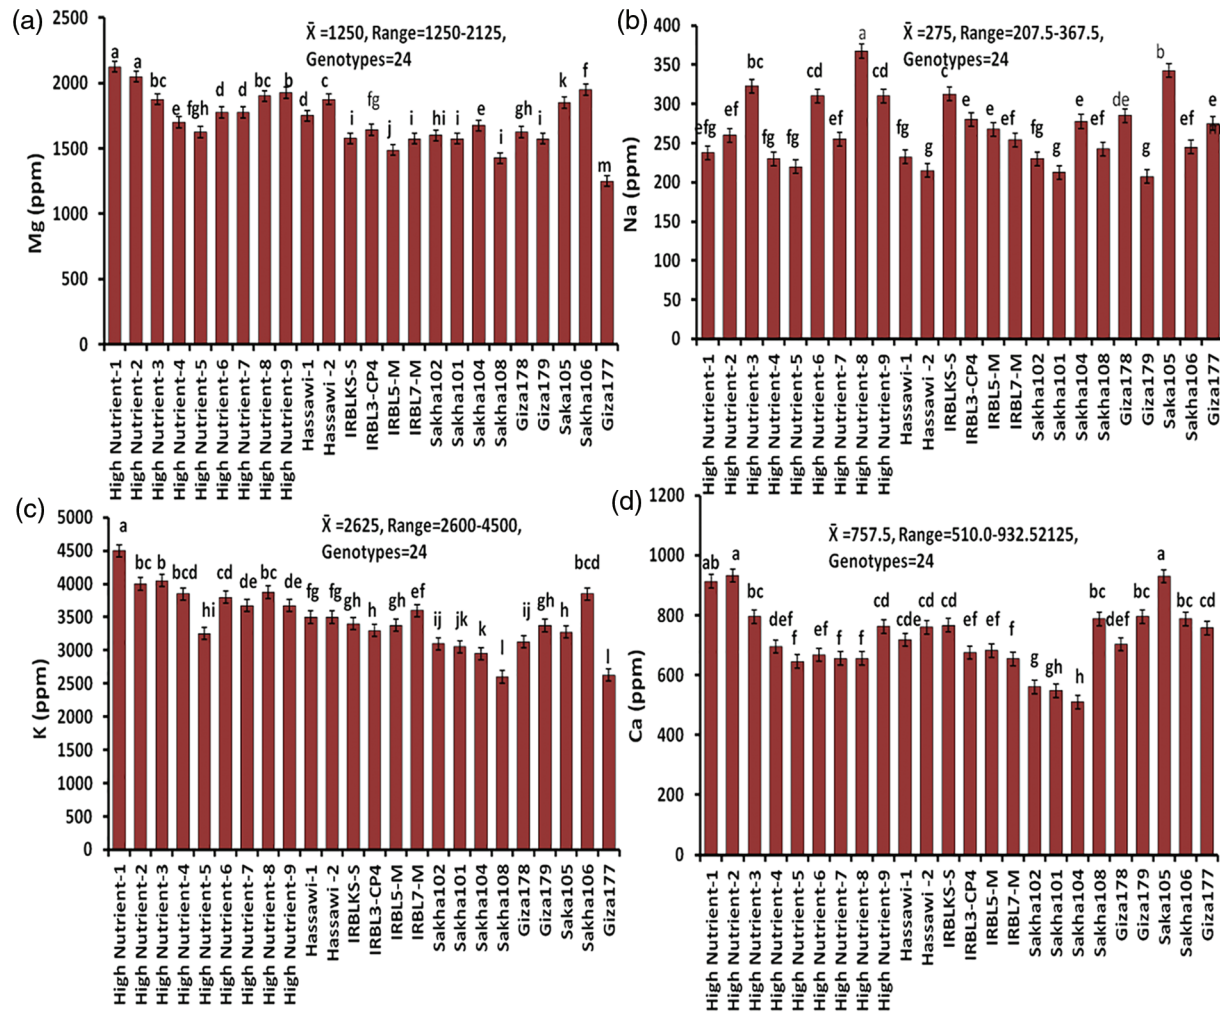 (a)
X̄ =1250, Range=1250-2125,
Genotypes=24
Mg (ppm)
2500
2000
1500
1000
500
0
a a bc e fgh d d bc b d c i fg j i hi i e i gh i k f m
High Nutrient-1
High Nutrient-2
High Nutrient-3
High Nutrient-4
High Nutrient-5
High Nutrient-6
High Nutrient-7
High Nutrient-8
High Nutrient-9
Hassawi-1
Hassawi -2
IRBLKS-S
IRBL3-CP4
IRBL5-M
IRBL7-M
Sakha102
Sakha101
Sakha104
Sakha108
Giza178
Giza179
Saka105
Sakha106
Giza177
(b)
X̄ =275, Range=207.5-367.5,
Genotypes=24
Na (ppm)
400
350
300
250
200
150
100
50
0
efg ef bc fg fg cd ef a cd fg g c e e ef fg g e ef de g b ef e
High Nutrient-1
High Nutrient-2
High Nutrient-3
High Nutrient-4
High Nutrient-5
High Nutrient-6
High Nutrient-7
High Nutrient-8
High Nutrient-9
Hassawi-1
Hassawi -2
IRBLKS-S
IRBL3-CP4
IRBL5-M
IRBL7-M
Sakha102
Sakha101
Sakha104
Sakha108
Giza178
Giza179
Saka105
Sakha106
Giza177
(c)
X̄ =2625, Range=2600-4500,
Genotypes=24
K (ppm)
5000
4500
4000
3500
3000
2500
2000
1500
1000
500
0
a bc b bcd hi cd de bc de fg fg gh h gh ef ij jk k l ij gh h bcd l
High Nutrient-1
High Nutrient-2
High Nutrient-3
High Nutrient-4
High Nutrient-5
High Nutrient-6
High Nutrient-7
High Nutrient-8
High Nutrient-9
Hassawi-1
Hassawi -2
IRBLKS-S
IRBL3-CP4
IRBL5-M
IRBL7-M
Sakha102
Sakha101
Sakha104
Sakha108
Giza178
Giza179
Saka105
Sakha106
Giza177
(d)
X̄ =757.5, Range=510.0-932.52125,
Genotypes=24
Ca (ppm)
1200
1000
800
600
400
200
0
ab a bc def f ef f f cd cde cd cd ef ef f g gh h bc def bc a bc cd
High Nutrient-1
High Nutrient-2
High Nutrient-3
High Nutrient-4
High Nutrient-5
High Nutrient-6
High Nutrient-7
High Nutrient-8
High Nutrient-9
Hassawi-1
Hassawi -2
IRBLKS-S
IRBL3-CP4
IRBL5-M
IRBL7-M
Sakha102
Sakha101
Sakha104
Sakha108
Giza178
Giza179
Saka105
Sakha106
Giza177